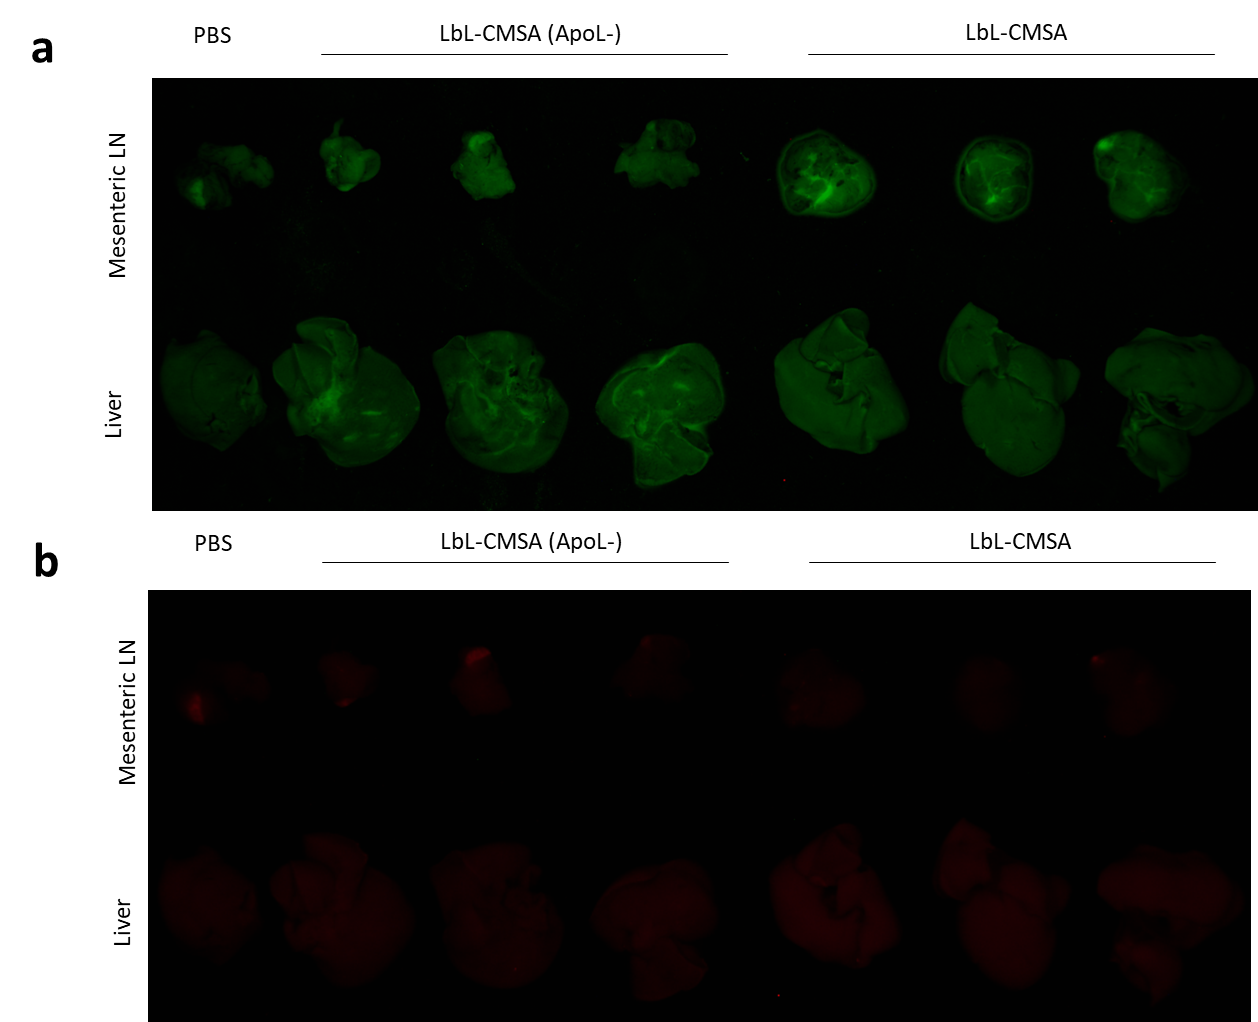 a
PBS
LbL-CMSA (ApoL-)
LbL-CMSA
Mesenteric LN
Liver
b
PBS
LbL-CMSA (ApoL-)
LbL-CMSA
Mesenteric LN
Liver